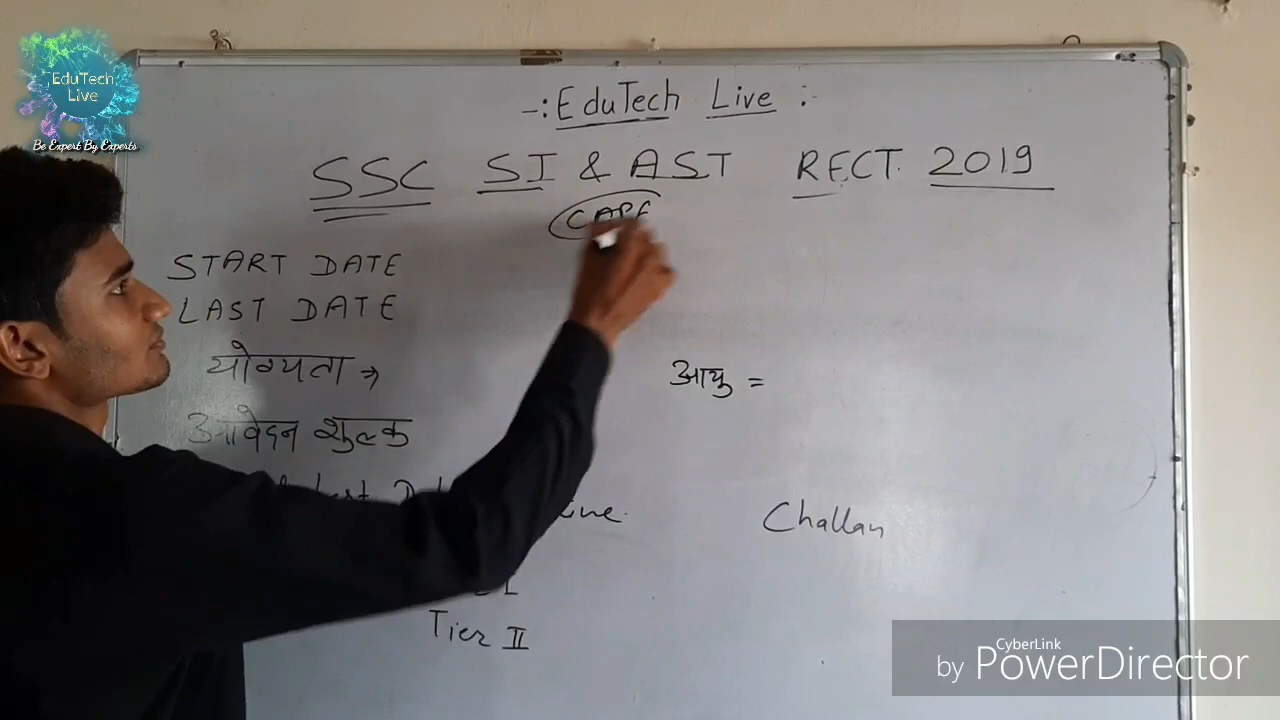 EduTech
Live
Be Expert By Experts
-: EduTech Live :-
SSC SI & AST RECT. 2019
CAPF
START DATE
LAST DATE
योग्यता →
आयु =
आवेदन शुल्क
Last
Challan
Tier II
CyberLink
by PowerDirector